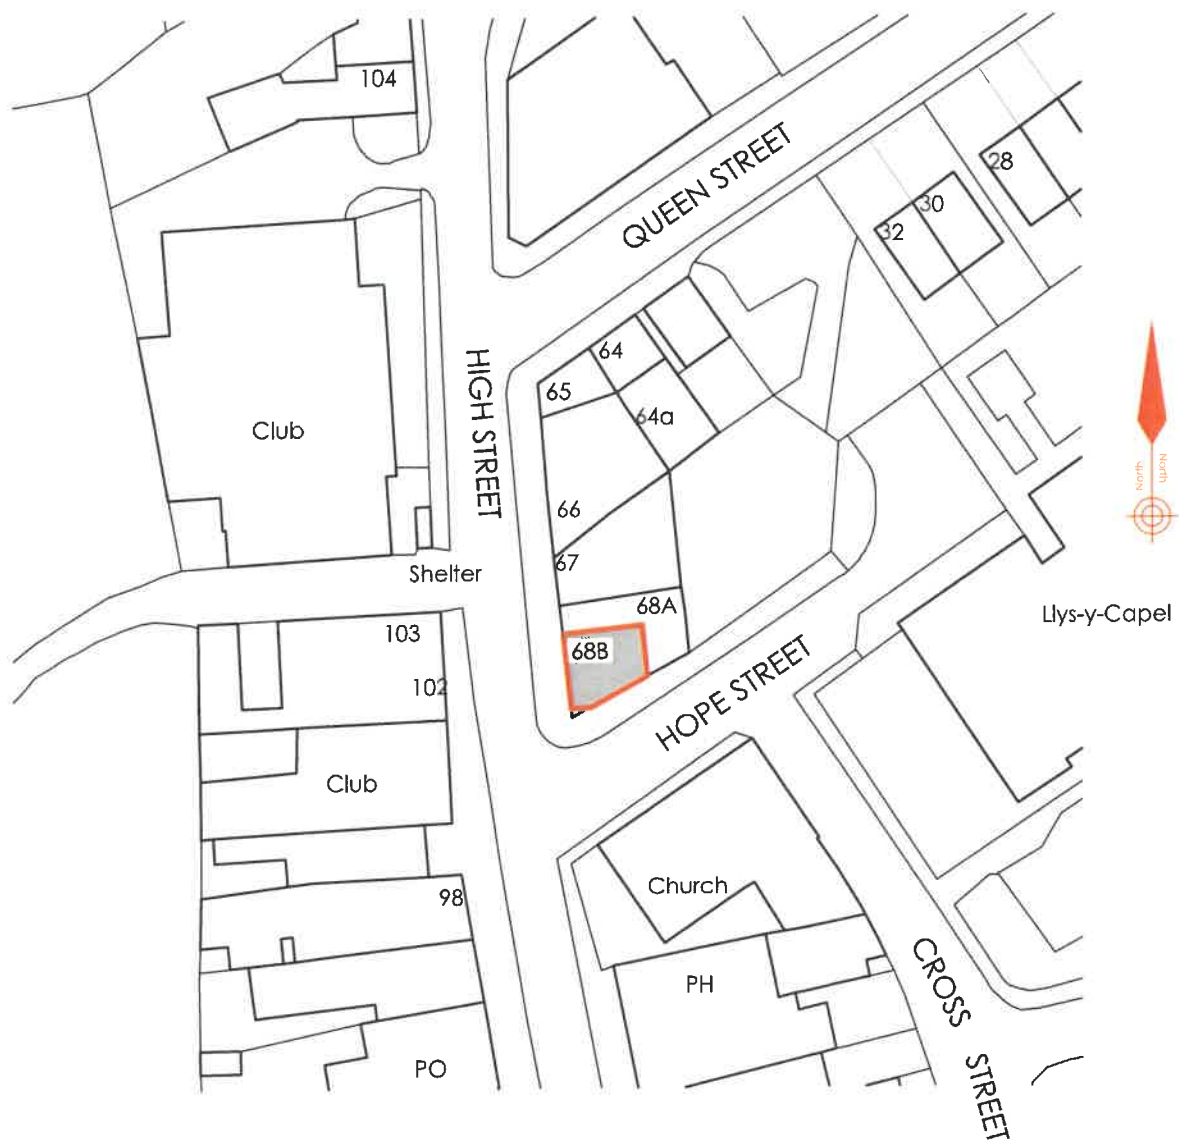 104
QUEEN STREET
28
30
32
HIGH STREET
64
65
64a
Club
66
67
North
North
Shelter
68A
Llys-y-Capel
103
68B
102
HOPE STREET
Club
Church
98
PH
CROSS STREET
PO